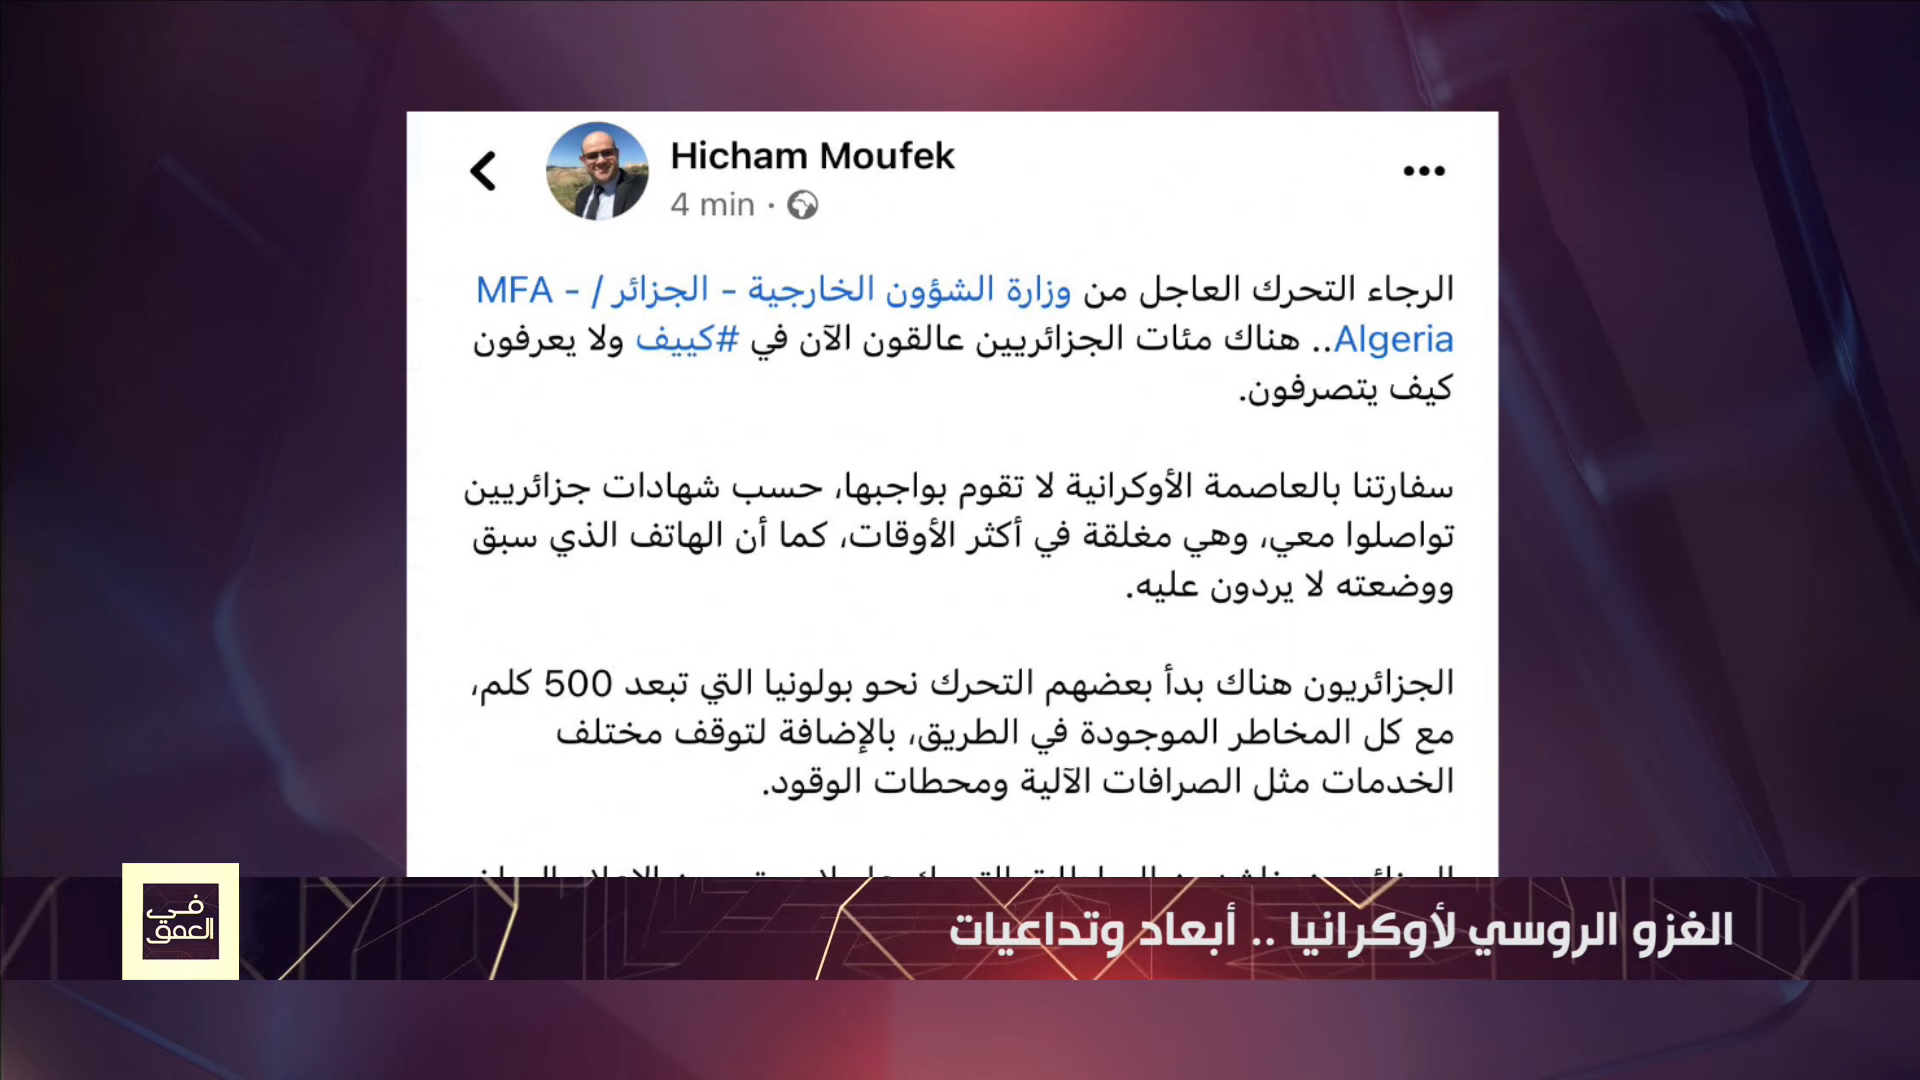 Hicham Moufek
4 min ·
الرجاء التحرك العاجل من وزارة الشؤون الخارجية - الجزائر / - MFA
Algeria.. هناك مئات الجزائريين عالقون الآن في #كييف ولا يعرفون
كيف يتصرفون.
سفارتنا بالعاصمة الأوكرانية لا تقوم بواجبها، حسب شهادات جزائريين
تواصلوا معي، وهي مغلقة في أكثر الأوقات، كما أن الهاتف الذي سبق
ووضعته لا يردون عليه.
الجزائريون هناك بدأ بعضهم التحرك نحو بولونيا التي تبعد 500 كلم،
مع كل المخاطر الموجودة في الطريق، بالإضافة لتوقف مختلف
الخدمات مثل الصرافات الآلية ومحطات الوقود.
الغزو الروسي لأوكرانيا .. أبعاد وتداعيات
في
العمق